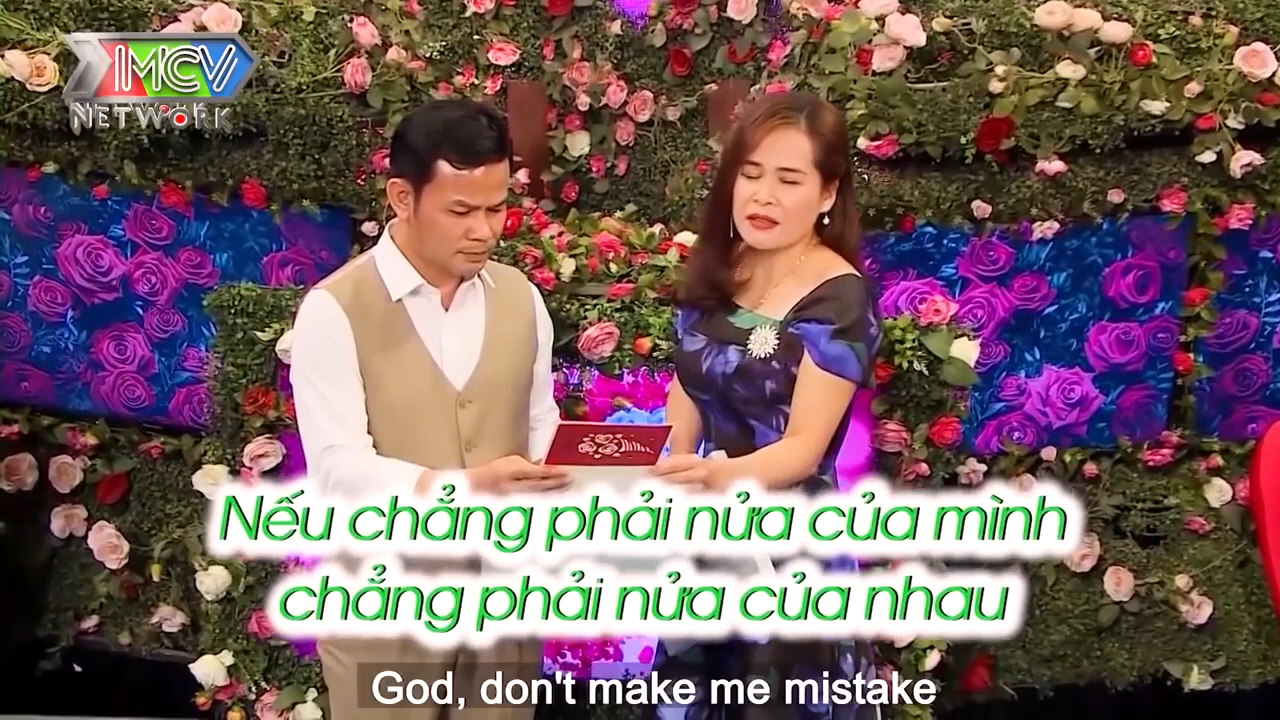 MCV
NETWORK
Nếu chẳng phải nửa của mình
chẳng phải nửa của nhau
God, don't make me mistake